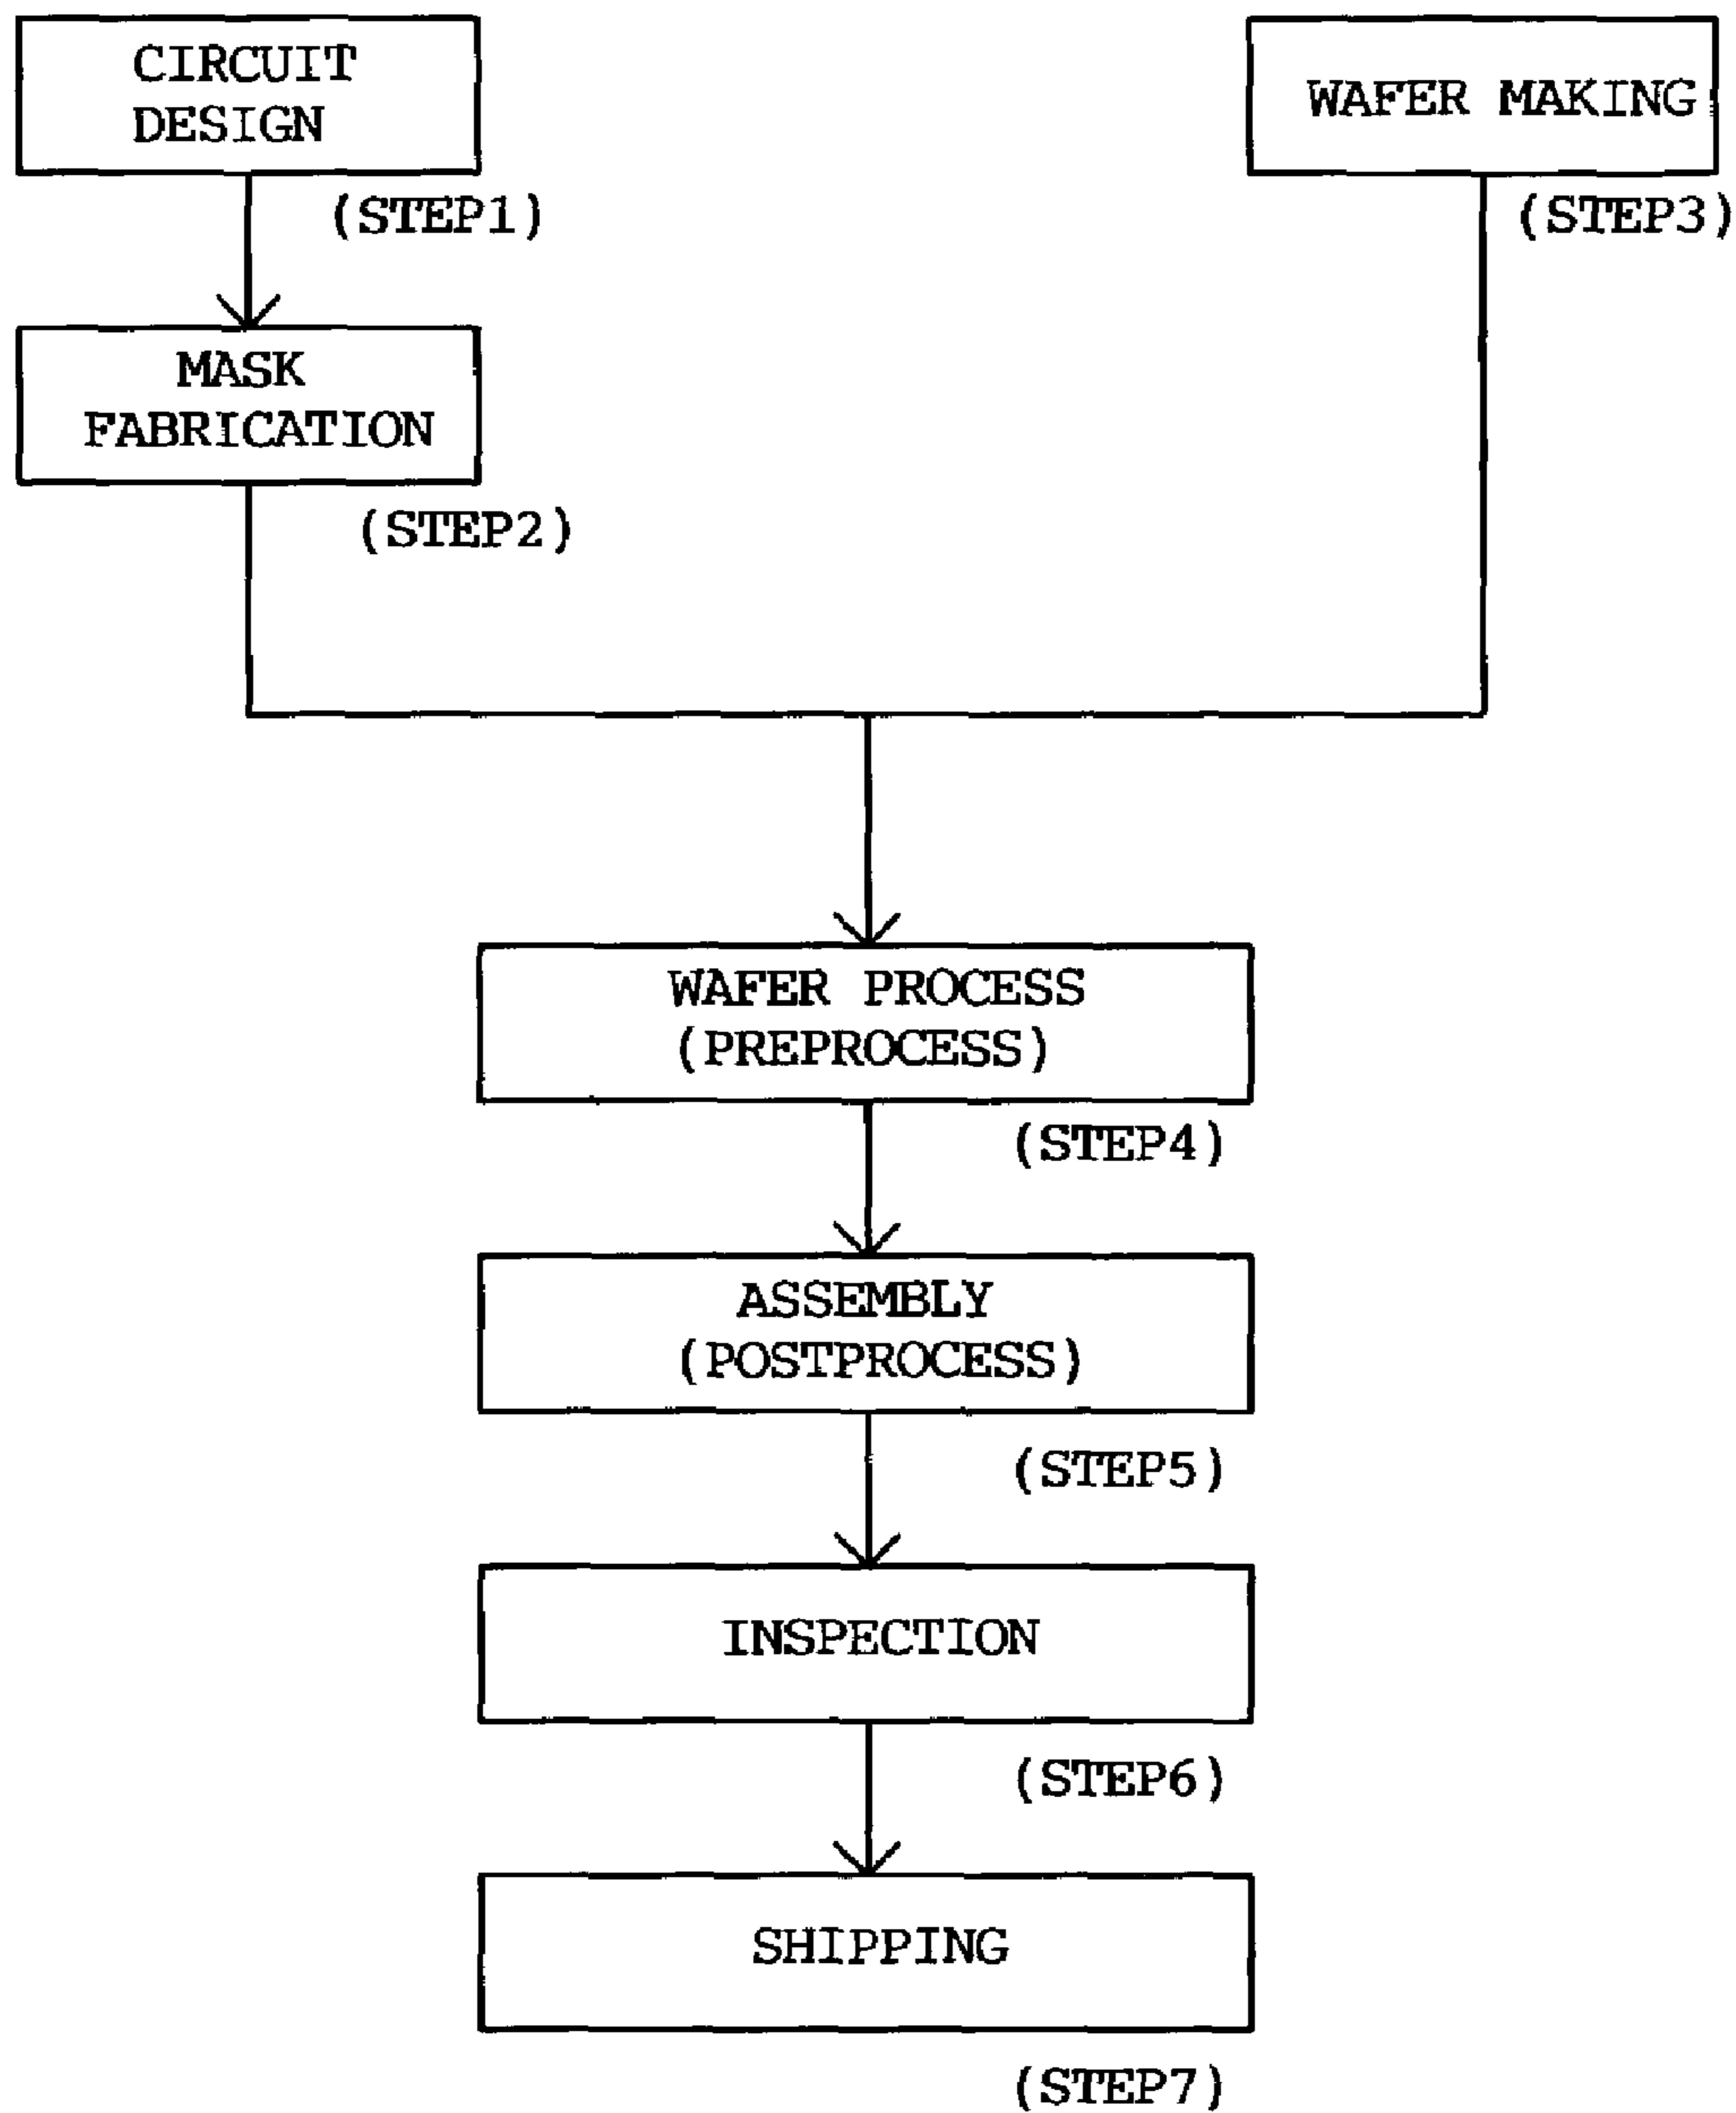 CIRCUIT
DESIGN
(STEP1)
WAFER MAKING
(STEP3)
MASK
FABRICATION
(STEP2)
WAFER PROCESS
(PREPROCESS)
(STEP4)
ASSEMBLY
(POSTPROCESS)
(STEP5)
INSPECTION
(STEP6)
SHIPPING
(STEP7)